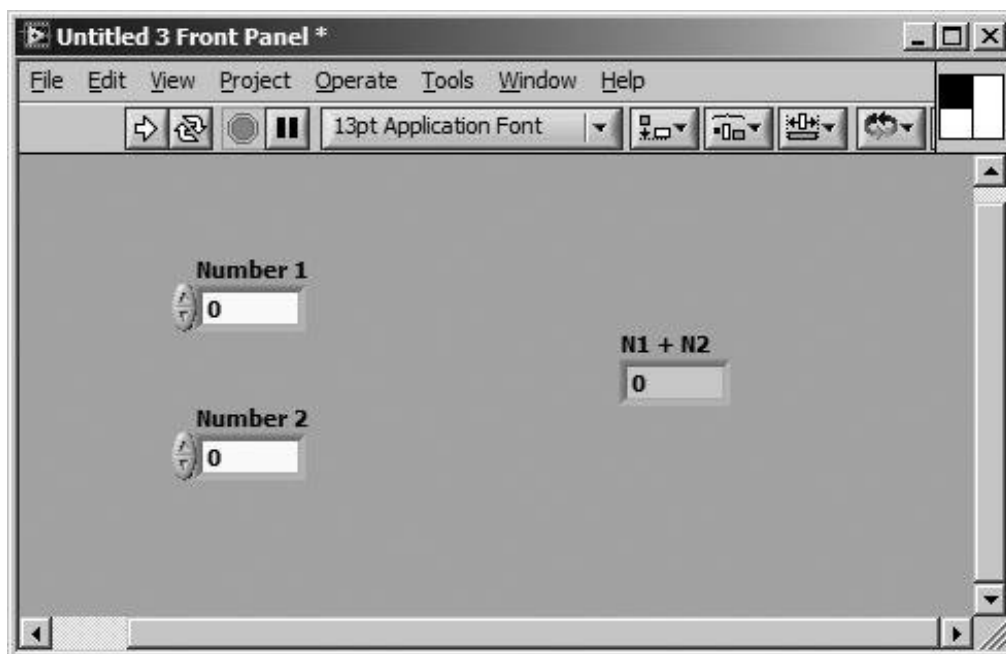 Untitled 3 Front Panel *
File Edit View Project Operate Tools Window Help
13pt Application Font
Number 1
0
N1 + N2
0
Number 2
0